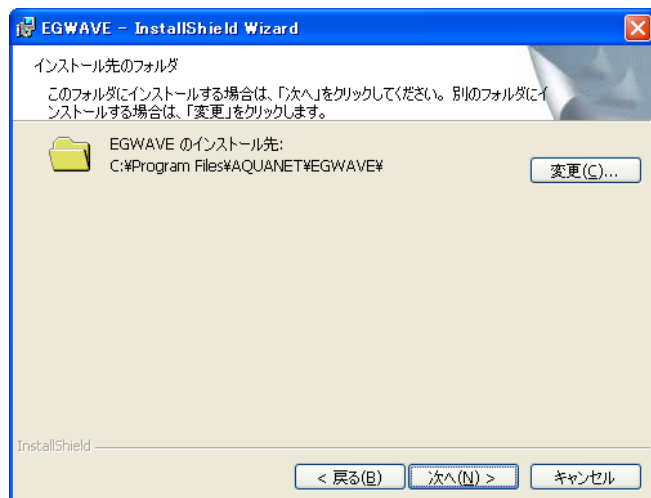 EGWAVE - InstallShield Wizard
インストール先のフォルダ
このフォルダにインストールする場合は、「次へ」をクリックしてください。別のフォルダにイ
ンストールする場合は、「変更」をクリックします。
EGWAVE のインストール先:
C:¥Program Files¥AQUANET¥EGWAVE¥
変更(C)...
InstallShield
< 戻る(B)
次へ(N) >
キャンセル